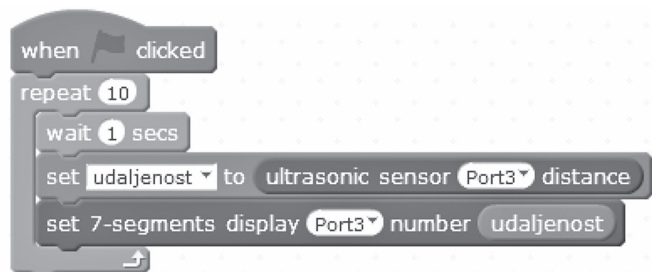 when clicked
repeat 10
wait 1 secs
set udaljenost to ultrasonic sensor Port3 distance
set 7-segments display Port3 number udaljenost